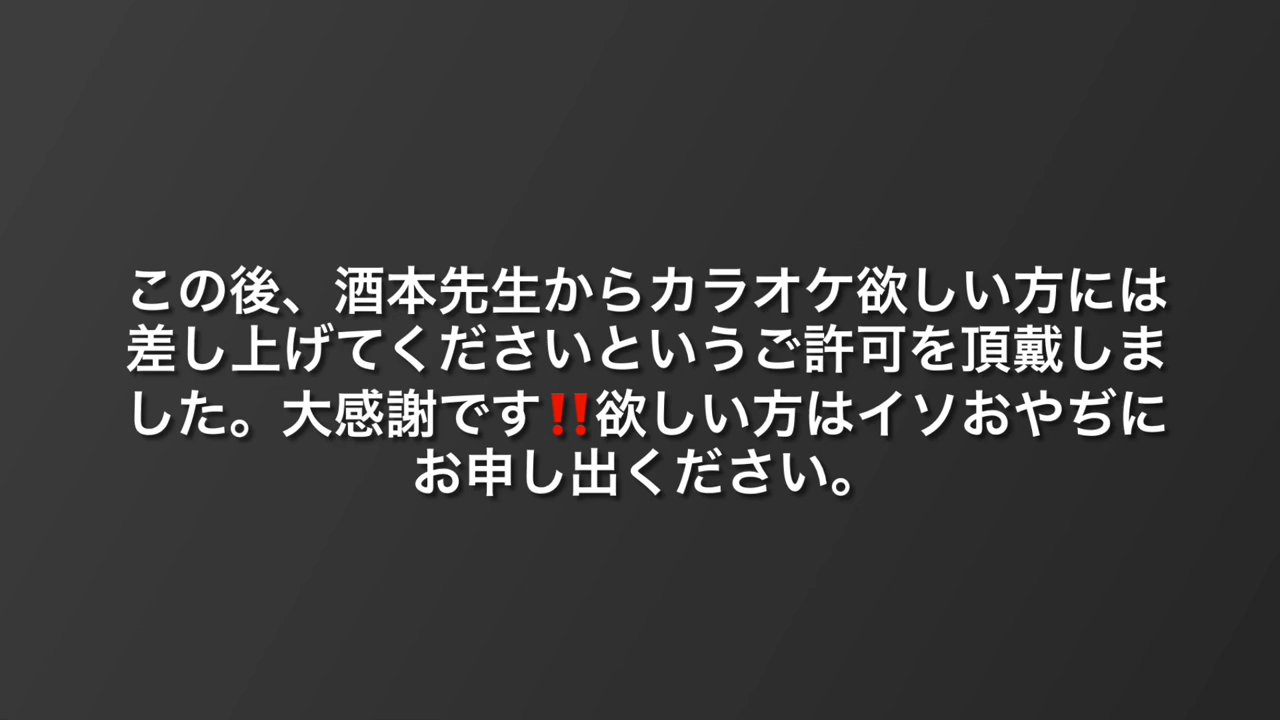 この後、酒本先生からカラオケ欲しい方には
差し上げてくださいというご許可を頂戴しま
した。大感謝です‼️欲しい方はイソおやぢに
お申し出ください。